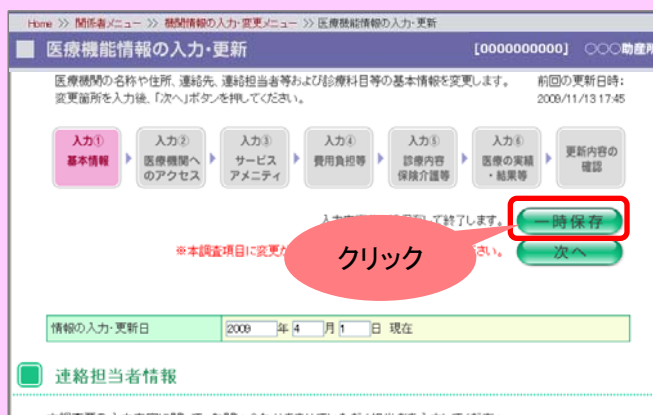 Home >> 関係者メニュー >> 機関情報の入力・変更メニュー >> 医療機能情報の入力・更新
医療機能情報の入力・更新 [0000000000] 〇〇〇助産所
医療機関の名称や住所、連絡先、連絡担当者等および診療科目等の基本情報を変更します。
変更箇所を入力後、「次へ」ボタンを押してください。
前回の更新日時:
2009/11/13 17:45
入力①
基本情報
入力②
医療機関へ
のアクセス
入力③
サービス
アメニティ
入力④
費用負担等
入力⑤
診療内容
保険介護等
入力⑥
医療の実績
・結果等
更新内容の
確認
して終了します。
一時保存
※本調査項目に変更が
さい。
次へ
クリック
情報の入力・更新日 2009 年 4 月 1 日 現在
連絡担当者情報